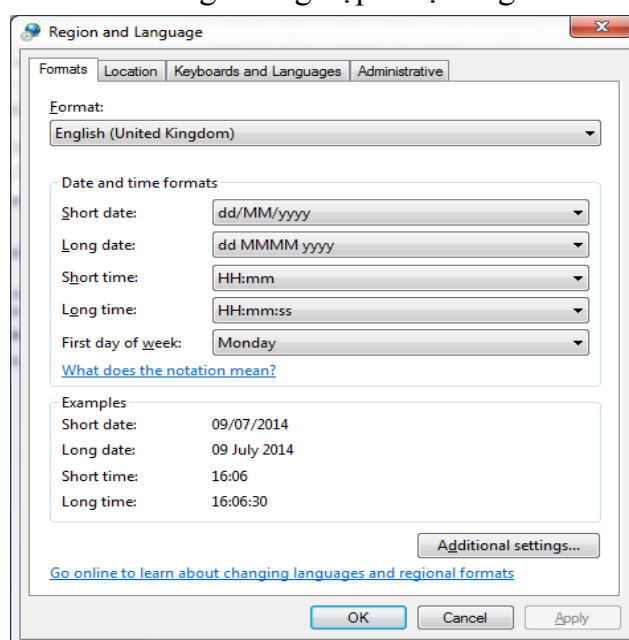 Region and Language
Formats Location Keyboards and Languages Administrative
Format:
English (United Kingdom)
Date and time formats
Short date: dd/MM/yyyy
Long date: dd MMMM yyyy
Short time: HH:mm
Long time: HH:mm:ss
First day of week: Monday
What does the notation mean?
Examples
Short date: 09/07/2014
Long date: 09 July 2014
Short time: 16:06
Long time: 16:06:30
Additional settings...
Go online to learn about changing languages and regional formats
OK Cancel Apply